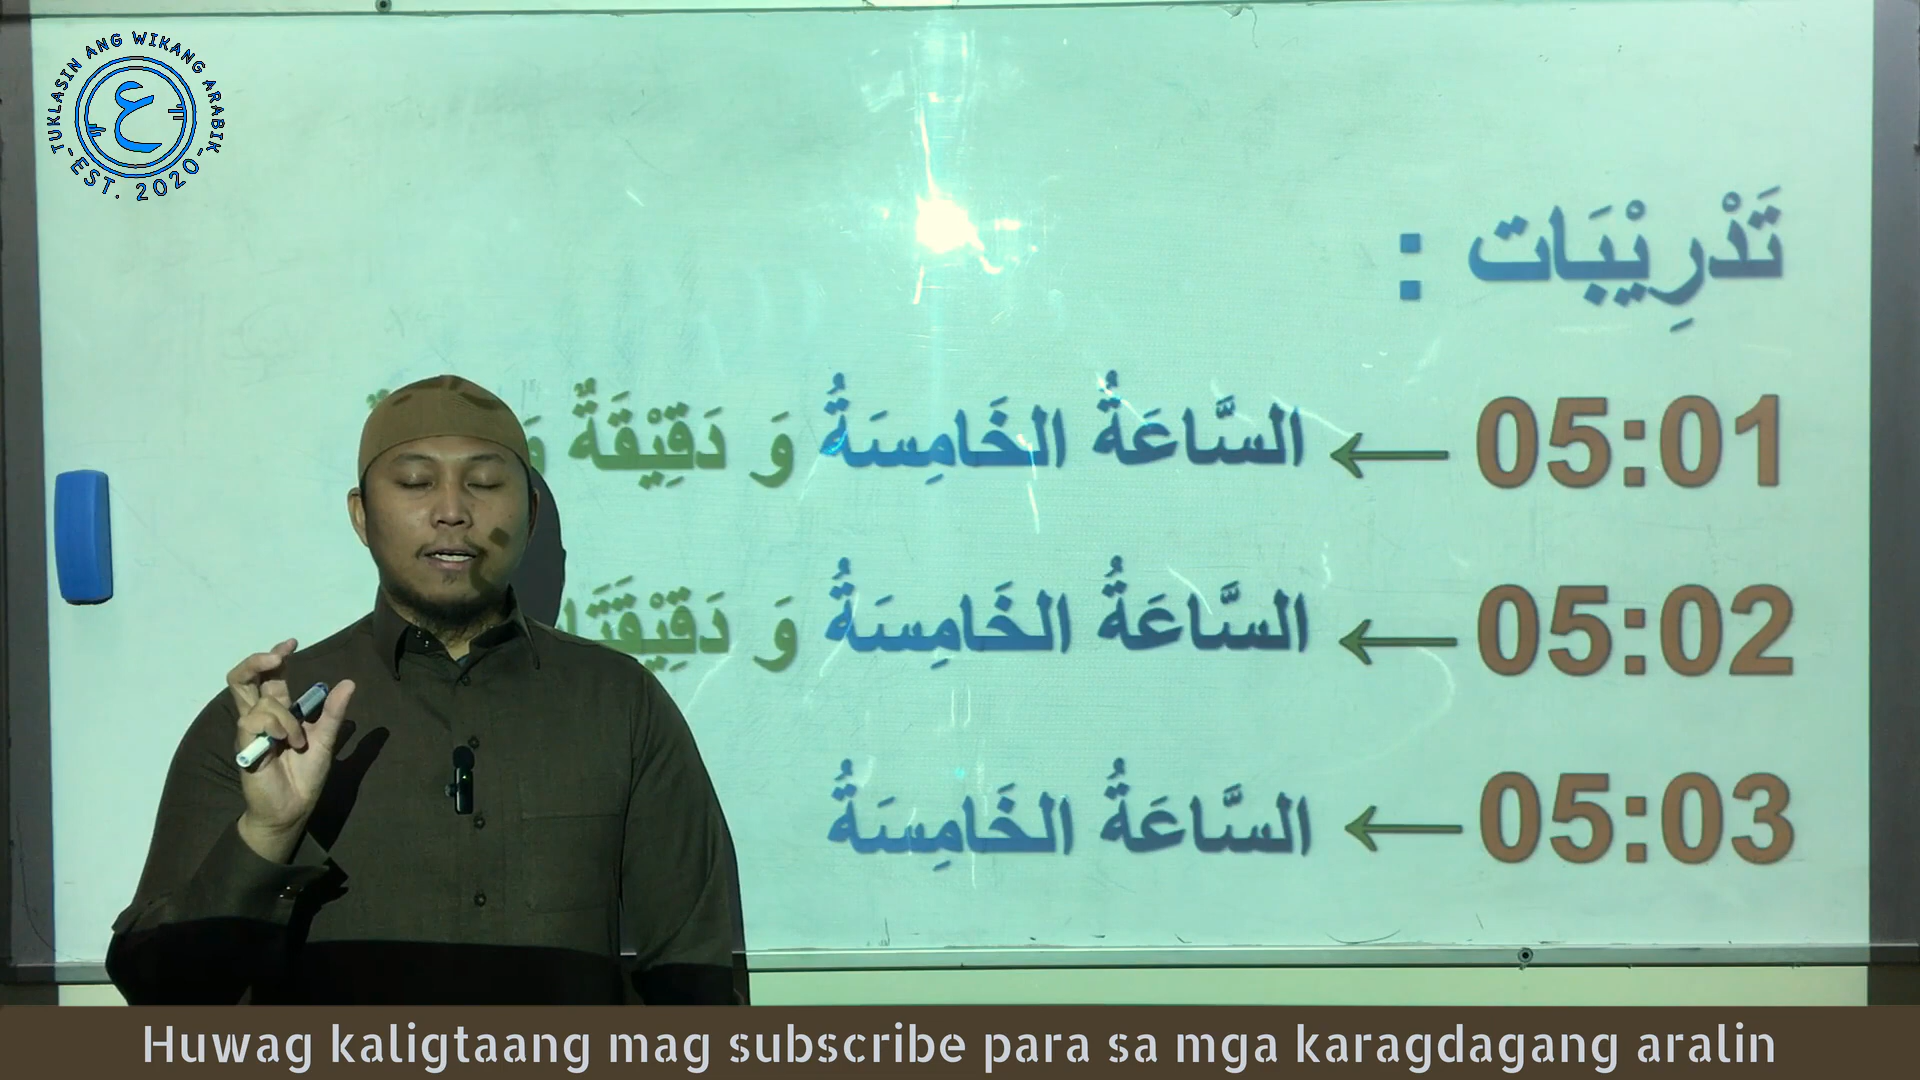 TUKLASIN ANG WIKANG ARABIK
ع
-EST. 2020-
تَدْرِيْبَات :
05:01 ← السَّاعَةُ الخَامِسَةُ وَ دَقِيْقَةٌ
05:02 ← السَّاعَةُ الخَامِسَةُ وَ
05:03 ← السَّاعَةُ الخَامِسَةُ
Huwag kaligtaang mag subscribe para sa mga karagdagang aralin